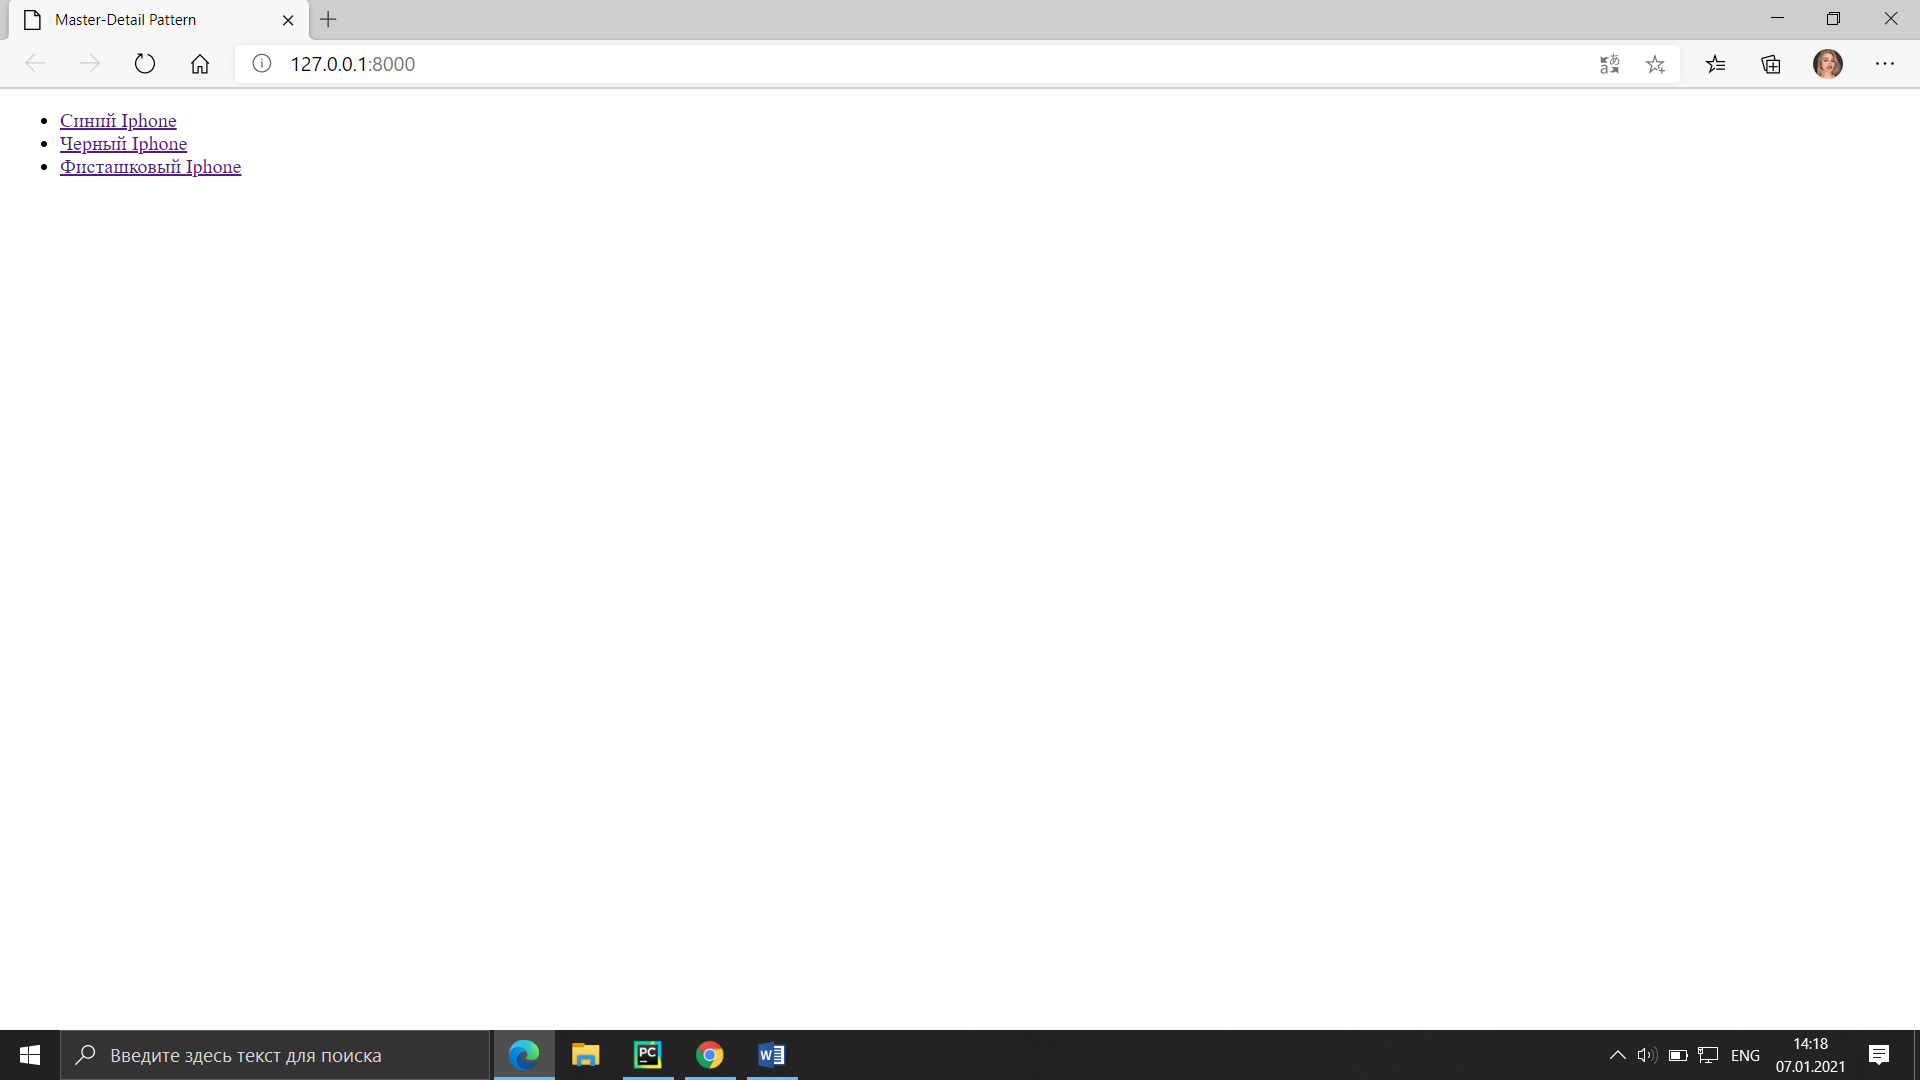 Master-Detail Pattern
127.0.0.1:8000
Синий Iphone
Черный Iphone
Фисташковый Iphone
Введите здесь текст для поиска
PC
W
ENG
14:18
07.01.2021